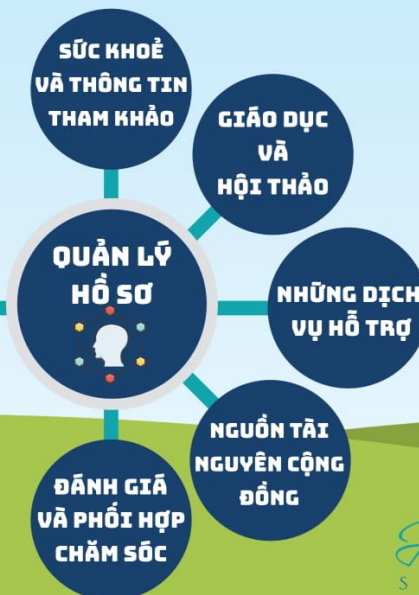 SỨC KHOẺ
VÀ THÔNG TIN
THAM KHẢO
GIÁO DỤC
VÀ
HỘI THẢO
QUẢN LÝ
HỒ SƠ
NHỮNG DỊCH
VỤ HỖ TRỢ
NGUỒN TÀI
NGUYÊN CỘNG
ĐỒNG
ĐÁNH GIÁ
VÀ PHỐI HỢP
CHĂM SÓC
S